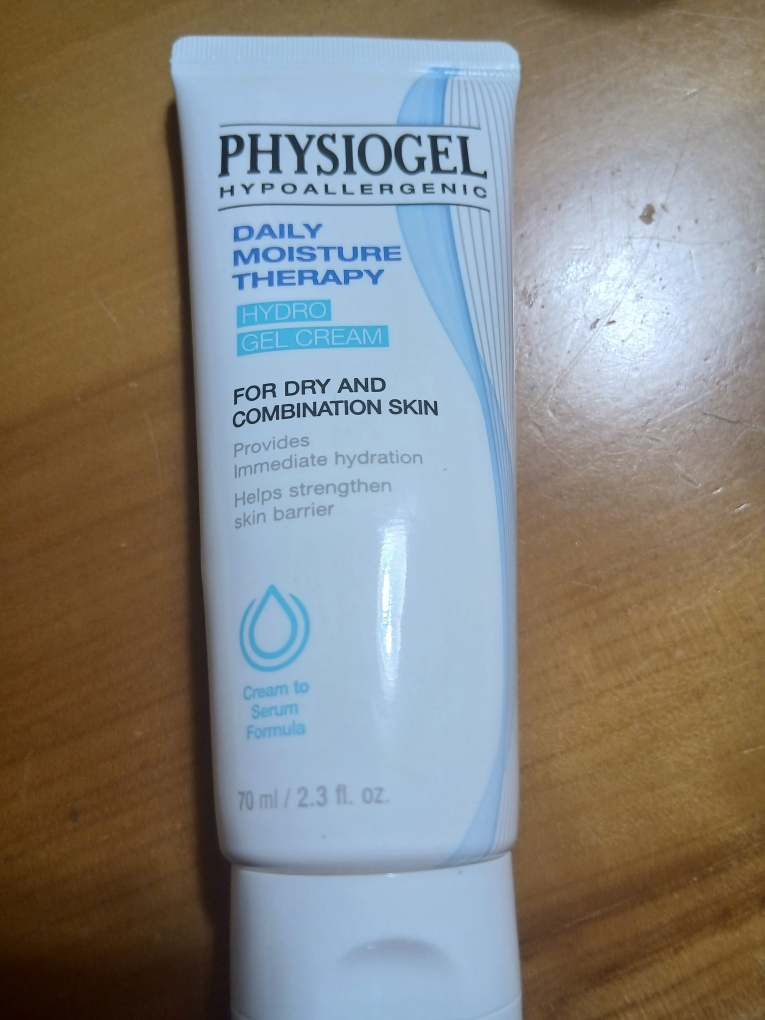 PHYSIOGEL
HYPOALLERGENIC
DAILY
MOISTURE
THERAPY
HYDRO
GEL CREAM
FOR DRY AND
COMBINATION SKIN
Provides
Immediate hydration
Helps strengthen
skin barrier
Cream to
Serum
Formula
70 ml / 2.3 fl. oz.